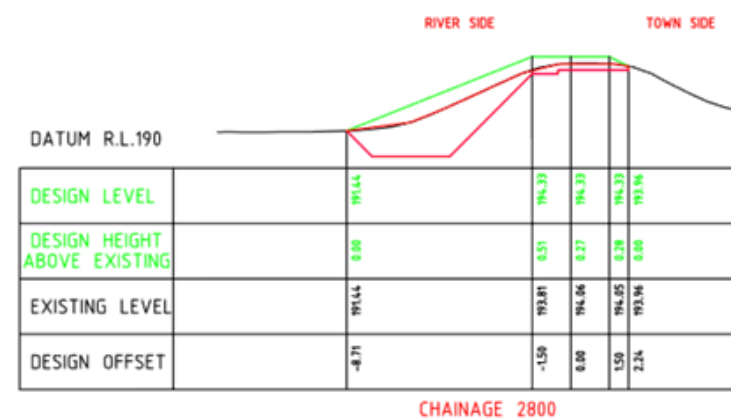 RIVER SIDE TOWN SIDE
DATUM R.L.190
DESIGN LEVEL 191.44 194.33 194.33 194.33 193.96
DESIGN HEIGHT
ABOVE EXISTING 0.00 0.51 0.27 0.28 0.00
EXISTING LEVEL 191.44 193.81 194.06 194.05 193.96
DESIGN OFFSET -8.71 -1.50 0.00 1.50 2.24
CHAINAGE 2800